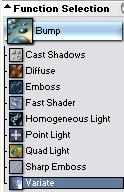 Function Selection
Bump
Cast Shadows
Diffuse
Emboss
Fast Shader
Homogeneous Light
Point Light
Quad Light
Sharp Emboss
Variate